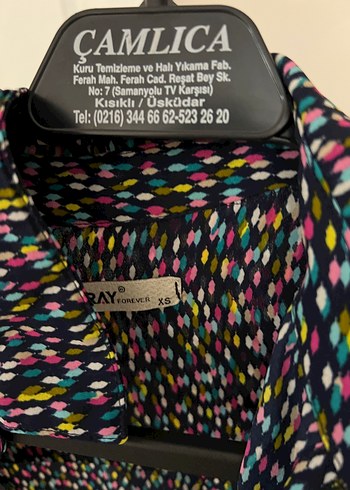 ÇAMLICA
Kuru Temizleme ve Halı Yıkama Fab.
Ferah Mah. Ferah Cad. Reşat Bey Sk.
No: 7 (Samanyolu TV Karşısı)
Kısıklı / Üsküdar
Tel: (0216) 344 66 62-523 26 20
RAY®
FOREVER
XS